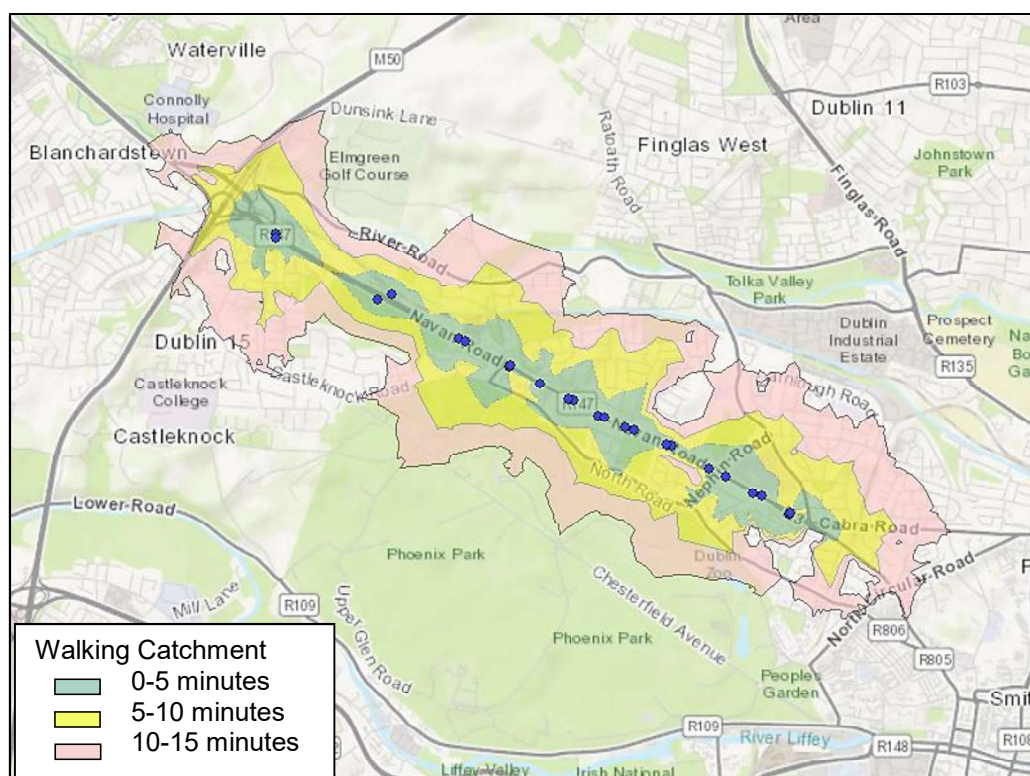 Area
Waterville
M50
R103
Connolly
Hospital
Dunsink Lane
Dublin 11
Ratoath Road
Finglas West
Blanchardstown
Elmgreen
Golf Course
Johnstown
Park
Finglas-Road
River-Road
Tolka Valley
Park
Navan Road
Dublin
Industrial
Estate
Prospect
Cemetery
Dublin 15
Castleknock Road
R135
Castleknock
College
R147
Castleknock
Navan Road
Nephin-Road
North Road
Lower-Road
Cabra-Road
Phoenix Park
Dublin
Zoo
Mill Lane
R109
Upper Glen Road
Chesterfield Avenue
North Circular-Road
Phoenix Park
R806
R805
Peoples
Garden
Smit
R109
River Liffey
R148
R108
Liffey Valley
Irish National
Walking Catchment
0-5 minutes
5-10 minutes
10-15 minutes